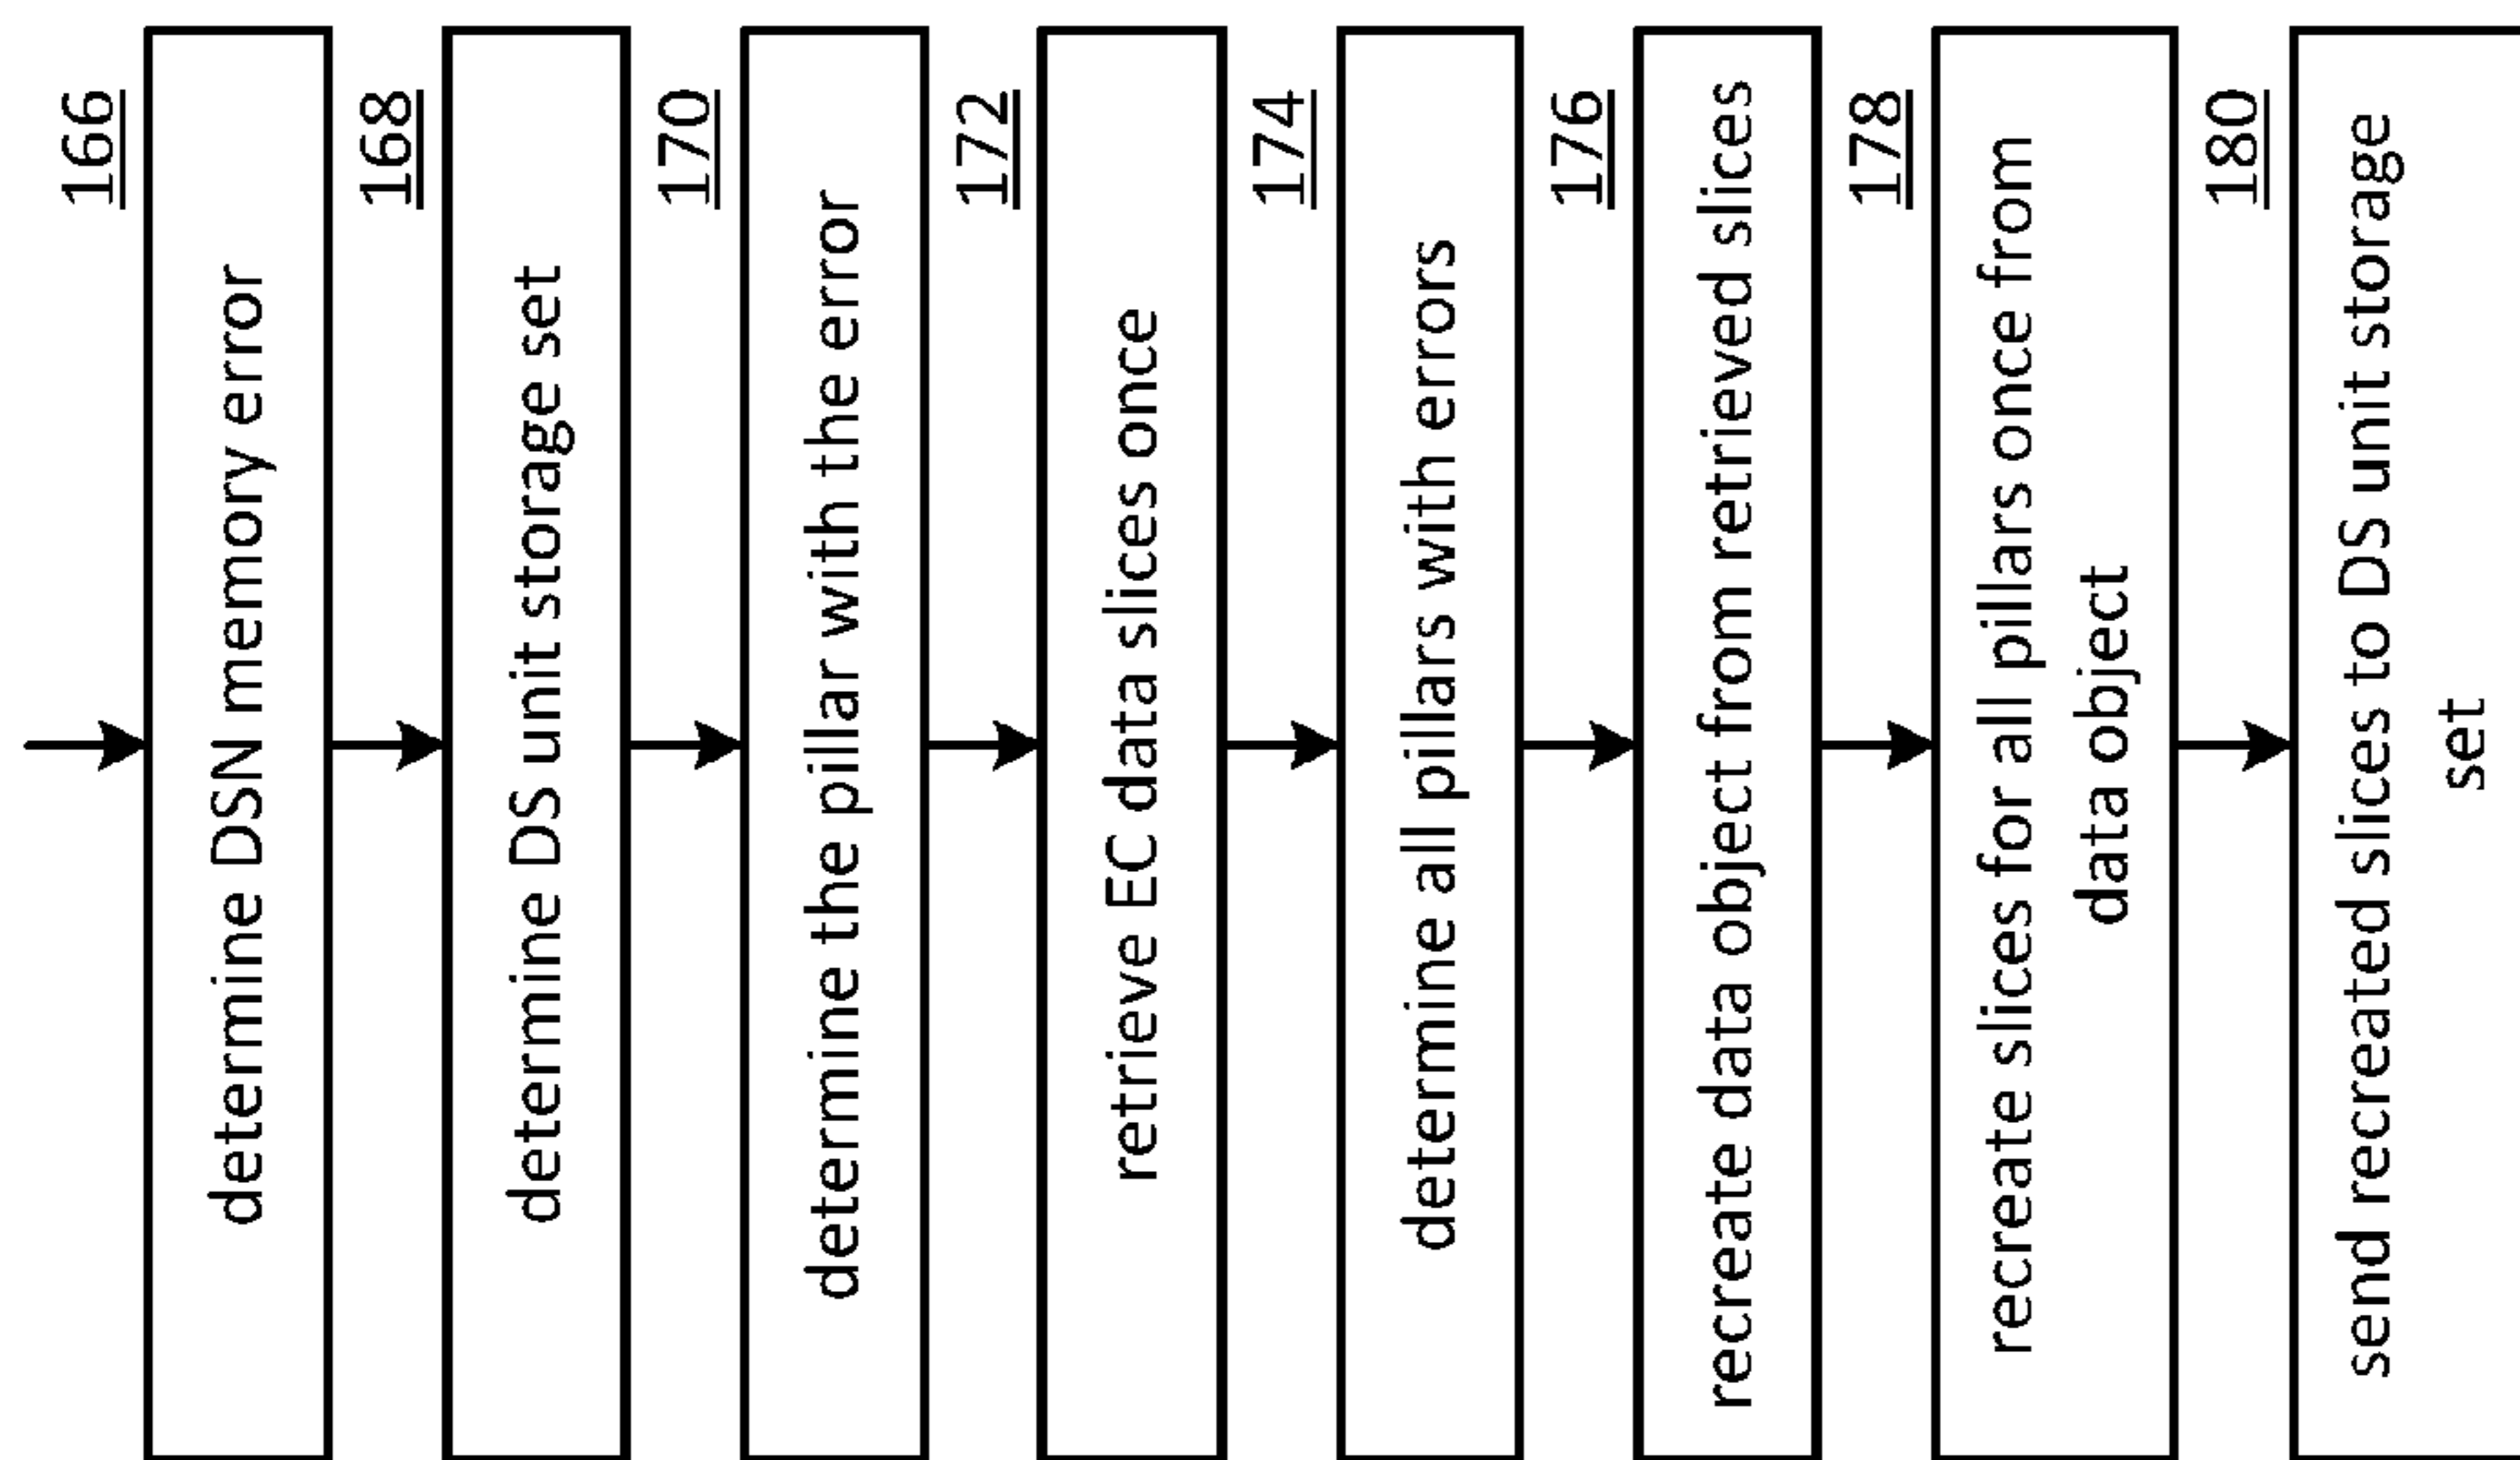 166
determine DSN memory error
168
determine DS unit storage set
170
determine the pillar with the error
172
retrieve EC data slices once
174
determine all pillars with errors
176
recreate data object from retrieved slices
178
recreate slices for all pillars once from
data object
180
send recreated slices to DS unit storage
set